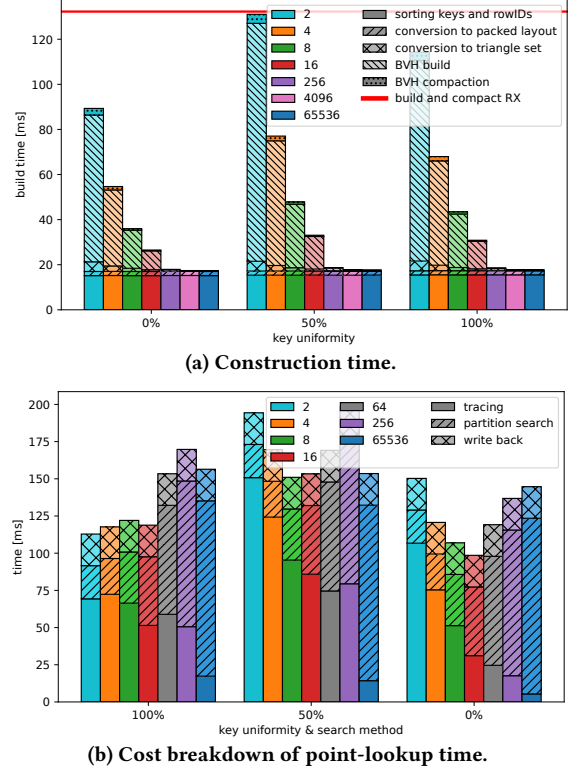 120
100
80
60
40
20
0
build time [ms]
2
4
8
16
256
4096
65536
sorting keys and rowIDs
conversion to packed layout
conversion to triangle set
BVH build
BVH compaction
build and compact RX
0%
50%
100%
key uniformity
(a) Construction time.
200
175
150
125
100
75
50
25
0
time [ms]
2
4
8
16
64
256
65536
tracing
partition search
write back
100%
50%
0%
key uniformity & search method
(b) Cost breakdown of point-lookup time.